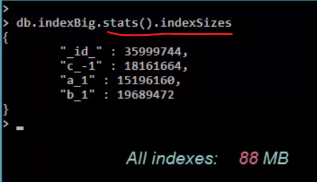 >
> db.indexBig.stats().indexSizes
{
"_id_" : 35999744,
"c_-1" : 18161664,
"a_1" : 15196160,
"b_1" : 19689472
}
>
All indexes: 88 MB